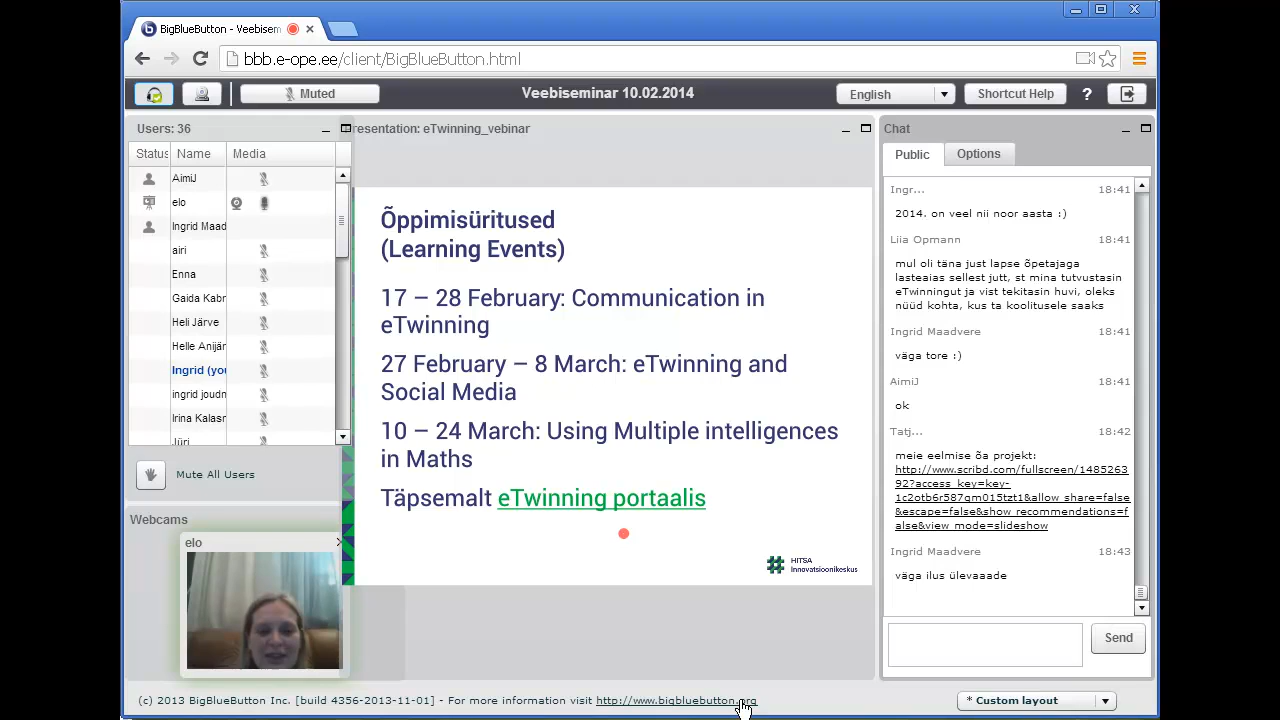 BigBlueButton - Veebisem
bbb.e-ope.ee/client/BigBlueButton.html
Muted
Veebiseminar 10.02.2014
English
Shortcut Help
?
Users: 36
Status Name Media
AimiJ
elo
Ingrid Maad
airi
Enna
Gaida Kabr
Heli Järve
Helle Anijär
Ingrid (you
ingrid joudn
Irina Kalasr
Jüri
Mute All Users
Webcams
elo
resentation: eTwinning_vebinar
Õppimisüritused
(Learning Events)
17 – 28 February: Communication in
eTwinning
27 February – 8 March: eTwinning and
Social Media
10 – 24 March: Using Multiple intelligences
in Maths
Täpsemalt eTwinning portaalis
HITSA
Innovatsioonikeskus
Chat
Public Options
Ingr... 18:41
2014. on veel nii noor aasta :)
Liia Opmann 18:41
mul oli täna just lapse õpetajaga
lasteaias sellest jutt, st mina tutvustasin
eTwinningut ja vist tekitasin huvi, oleks
nüüd kohta, kus ta koolitusele saaks
Ingrid Maadvere 18:41
väga tore :)
AimiJ 18:41
ok
Tatj... 18:42
meie eelmise õa projekt:
http://www.scribd.com/fullscreen/1485263
92?access_key=key-
1c2otb6r587qm015tzt1&allow_share=false
&escape=false&show_recommendations=f
alse&view_mode=slideshow
Ingrid Maadvere 18:43
väga ilus ülevaaade
Send
(c) 2013 BigBlueButton Inc. [build 4356-2013-11-01] - For more information visit http://www.bigbluebutton.org
* Custom layout